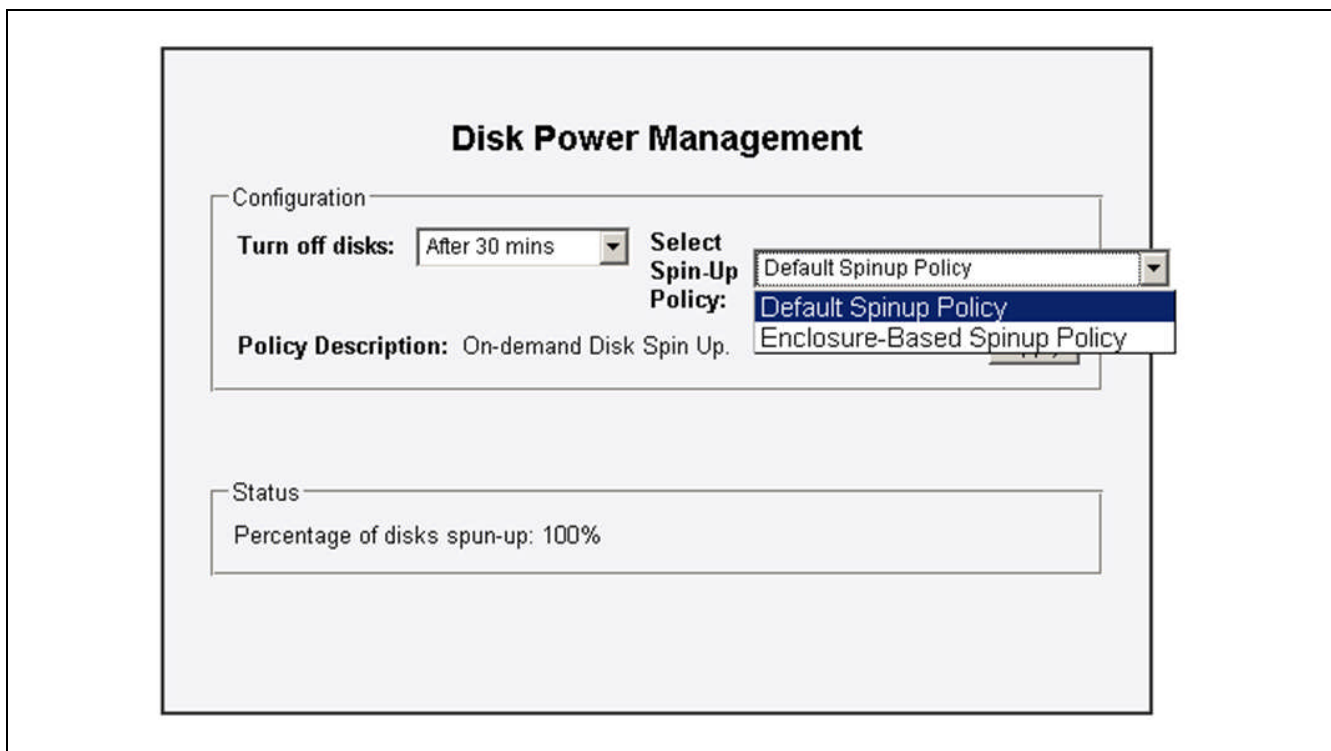 Disk Power Management
Configuration
Turn off disks:
After 30 mins
Select
Spin-Up
Policy:
Default Spinup Policy
Default Spinup Policy
Enclosure-Based Spinup Policy
Policy Description: On-demand Disk Spin Up.
Status
Percentage of disks spun-up: 100%